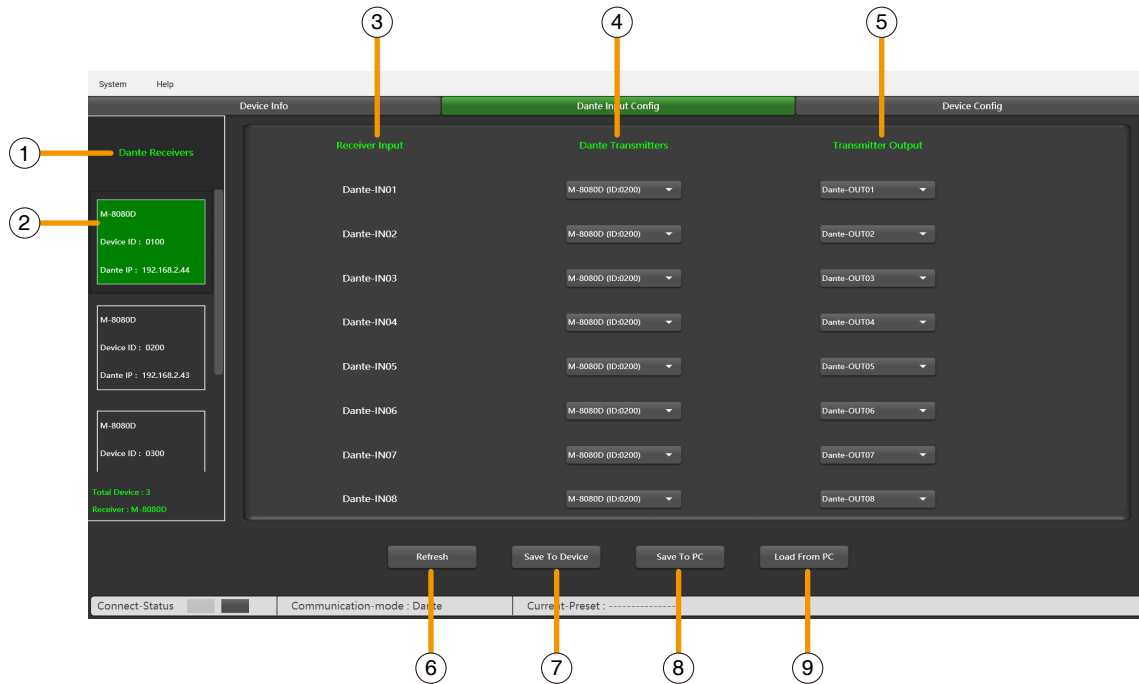 3 4 5
System Help
Device Info Dante Input Config Device Config
1 Dante Receivers Receiver Input Dante Transmitters Transmitter Output
Dante-IN01 M-8080D (ID:0200) Dante-OUT01
2 M-8080D
Device ID : 0100 Dante-IN02 M-8080D (ID:0200) Dante-OUT02
Dante IP : 192.168.2.44 Dante-IN03 M-8080D (ID:0200) Dante-OUT03
M-8080D Dante-IN04 M-8080D (ID:0200) Dante-OUT04
Device ID : 0200
Dante IP : 192.168.2.43 Dante-IN05 M-8080D (ID:0200) Dante-OUT05
Dante-IN06 M-8080D (ID:0200) Dante-OUT06
M-8080D
Device ID : 0300 Dante-IN07 M-8080D (ID:0200) Dante-OUT07
Total Device : 3 Dante-IN08 M-8080D (ID:0200) Dante-OUT08
Receiver : M-8080D
Refresh Save To Device Save To PC Load From PC
Connect-Status Communication-mode : Dante Current-Preset : ---------------
6 7 8 9